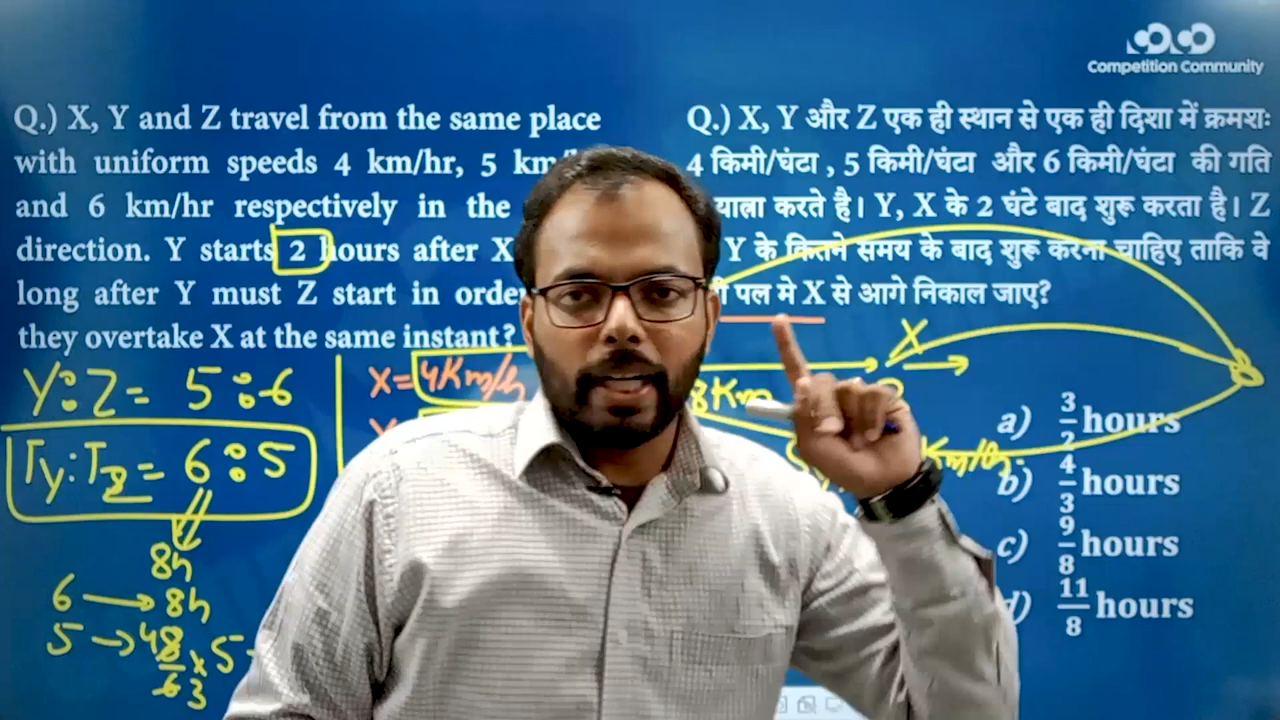 Competition Community
Q.) X, Y and Z travel from the same place
with uniform speeds 4 km/hr, 5
and 6 km/hr respectively in the
direction. Y starts 2 hours after X
long after Y must Z start in
they overtake X at the same instant?
Q.) X, Y और Z एक ही स्थान से एक ही दिशा में क्रमशः
4 किमी/घंटा , 5 किमी/घंटा और 6 किमी/घंटा की गति
यात्रा करते है। Y, X के 2 घंटे बाद शुरू करता है। Z
Y के कितने समय के बाद शुरू करना चाहिए ताकि वे
पल मे X से आगे निकाल जाए?
Y:Z= 5:6
Ty:Tz= 6:5
8h
6 → 8h
5 → 48/6 × 5
3
X=4Km/h
8Km
X
Km/h
a) 3/2 hours
b) 4/3 hours
c) 9/8 hours
d) 11/8 hours